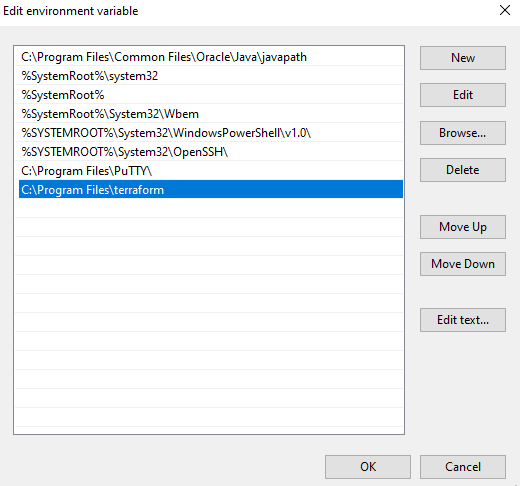 Edit environment variable
C:\Program Files\Common Files\Oracle\Java\javapath
%SystemRoot%\system32
%SystemRoot%
%SystemRoot%\System32\Wbem
%SYSTEMROOT%\System32\WindowsPowerShell\v1.0\
%SYSTEMROOT%\System32\OpenSSH\
C:\Program Files\PuTTY\
C:\Program Files\terraform
New
Edit
Browse...
Delete
Move Up
Move Down
Edit text...
OK
Cancel